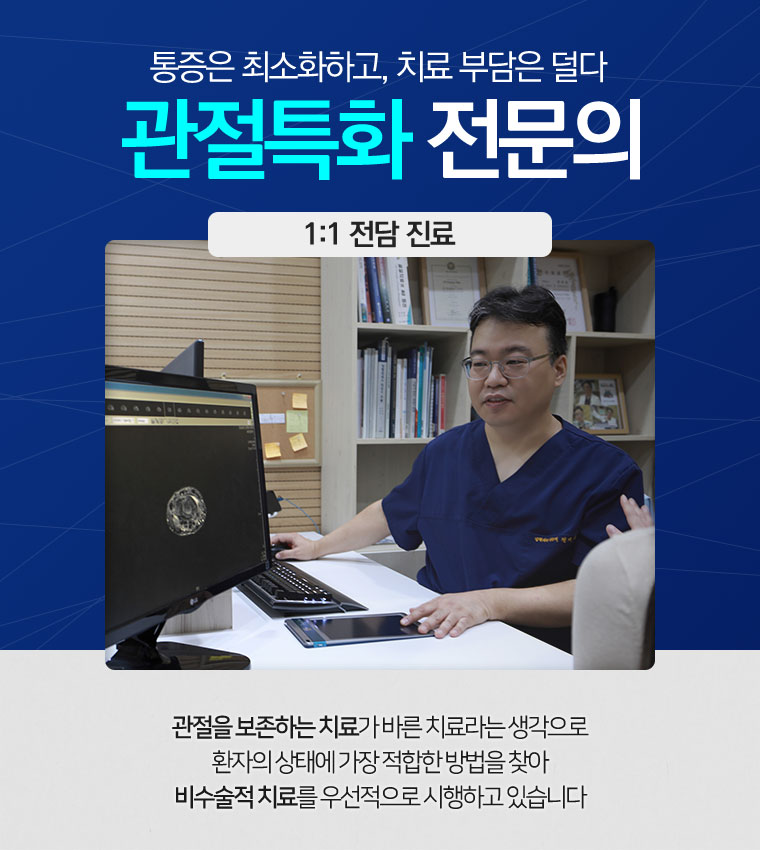 통증은 최소화하고, 치료 부담은 덜다
관절특화 전문의
1:1 전담 진료
관절을 보존하는 치료가 바른 치료라는 생각으로
환자의 상태에 가장 적합한 방법을 찾아
비수술적 치료를 우선적으로 시행하고 있습니다